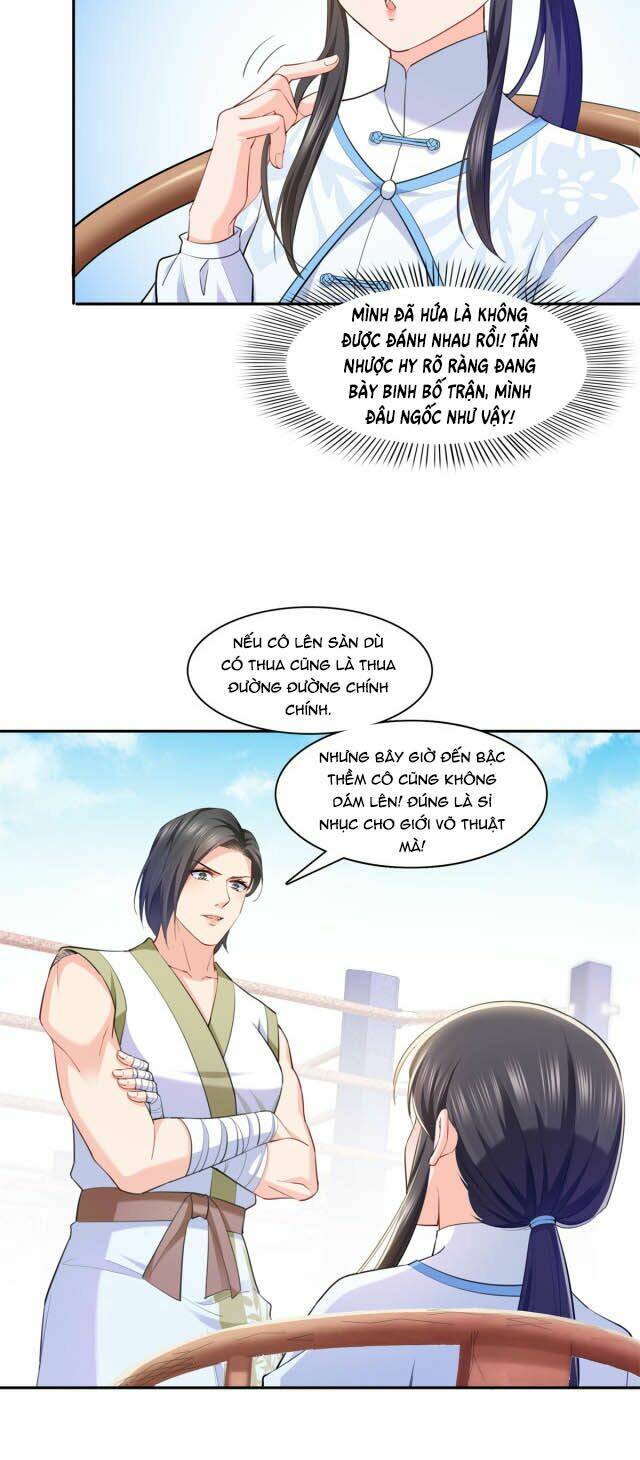 MÌNH ĐÃ HỨA LÀ KHÔNG
ĐƯỢC ĐÁNH NHAU RỒI! TẦN
NHƯỢC HY RÕ RÀNG ĐANG
BÀY BINH BỐ TRẬN, MÌNH
ĐÂU NGỐC NHƯ VẬY!
NẾU CÔ LÊN SÀN DÙ
CÓ THUA CŨNG LÀ THUA
ĐƯỜNG ĐƯỜNG CHÍNH
CHÍNH.
NHƯNG BÂY GIỜ ĐẾN BẬC
THỀM CÔ CŨNG KHÔNG
DÁM LÊN! ĐÚNG LÀ SỈ
NHỤC CHO GIỚI VÕ THUẬT
MÀ!